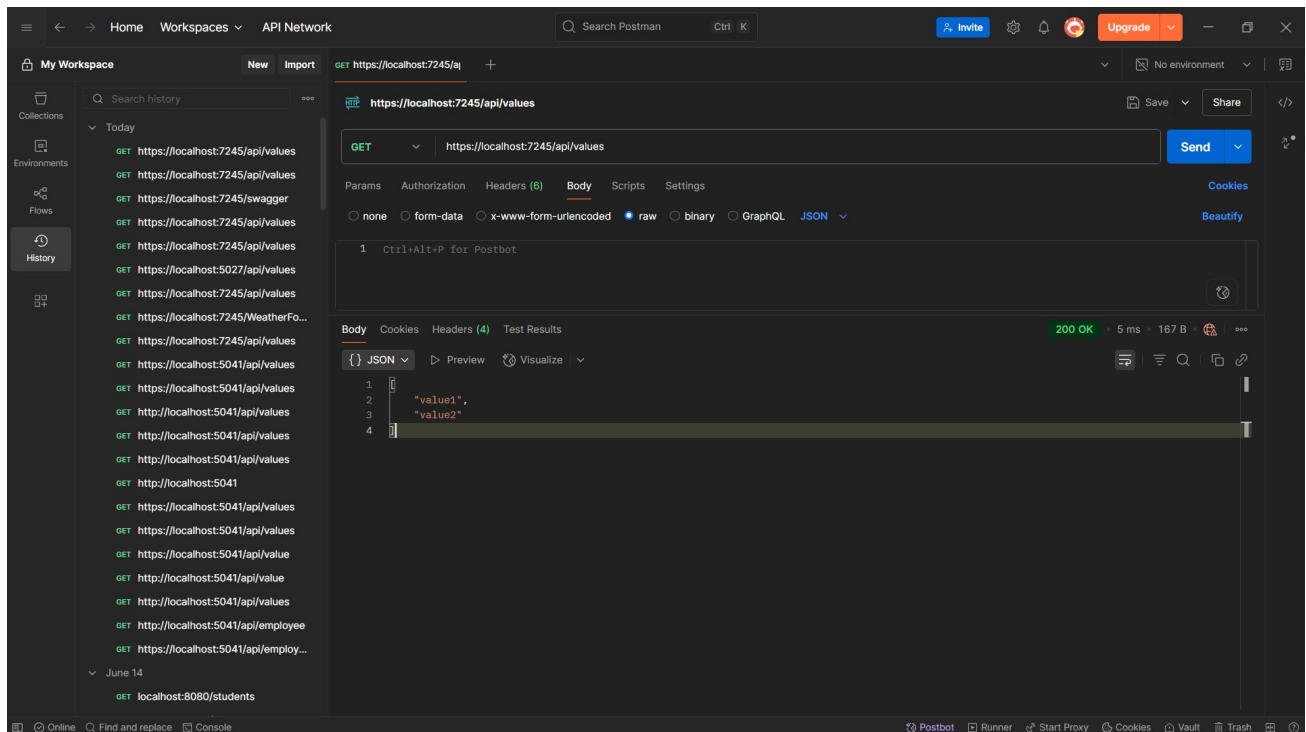 Home Workspaces API Network Search Postman Ctrl K Invite Upgrade
My Workspace New Import GET https://localhost:7245/a No environment
Search history
https://localhost:7245/api/values Save Share
Collections
Environments
Flows
History
Today
GET https://localhost:7245/api/values
GET https://localhost:7245/api/values
GET https://localhost:7245/swagger
GET https://localhost:7245/api/values
GET https://localhost:7245/api/values
GET https://localhost:5027/api/values
GET https://localhost:7245/api/values
GET https://localhost:7245/WeatherFo...
GET https://localhost:7245/api/values
GET https://localhost:5041/api/values
GET https://localhost:5041/api/values
GET http://localhost:5041/api/values
GET http://localhost:5041/api/values
GET https://localhost:5041/api/values
GET http://localhost:5041
GET https://localhost:5041/api/values
GET https://localhost:5041/api/values
GET https://localhost:5041/api/value
GET http://localhost:5041/api/value
GET http://localhost:5041/api/values
GET http://localhost:5041/api/employee
GET https://localhost:5041/api/employ...
June 14
GET localhost:8080/students
GET https://localhost:7245/api/values Send
Params Authorization Headers (6) Body Scripts Settings Cookies
none form-data x-www-form-urlencoded raw binary GraphQL JSON Beautify
1 Ctrl+Alt+P for Postbot
Body Cookies Headers (4) Test Results 200 OK 5 ms 167 B
{} JSON Preview Visualize
1 [
2 "value1",
3 "value2"
4 ]
Online Find and replace Console Postbot Runner Start Proxy Cookies Vault Trash